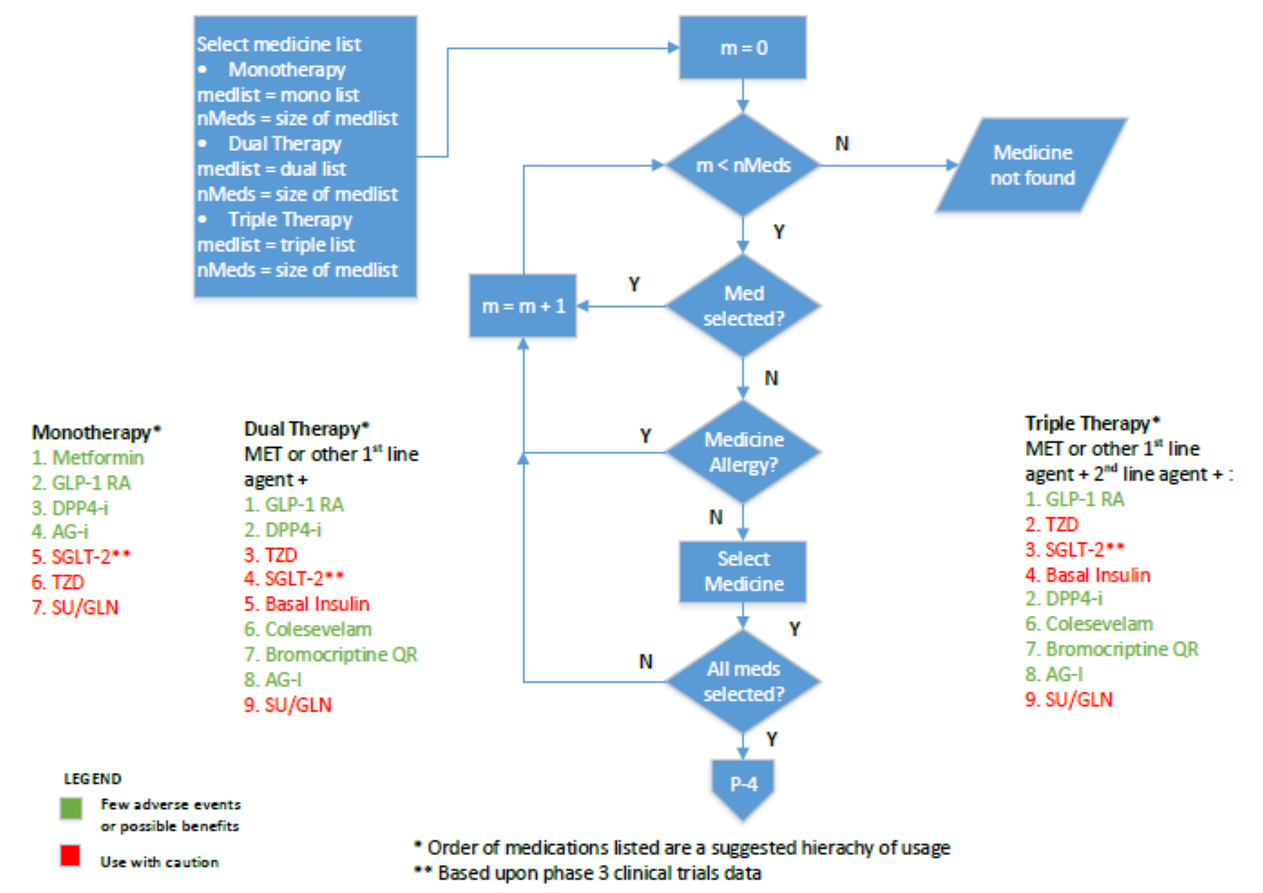 Select medicine list
• Monotherapy
medlist = mono list
nMeds = size of medlist
• Dual Therapy
medlist = dual list
nMeds = size of medlist
• Triple Therapy
medlist = triple list
nMeds = size of medlist
m = 0
m < nMeds
N
Medicine
not found
Y
Med
selected?
Y
m = m + 1
N
Medicine
Allergy?
Y
N
Select
Medicine
Y
All meds
selected?
N
Y
P-4
Monotherapy*
1. Metformin
2. GLP-1 RA
3. DPP4-i
4. AG-i
5. SGLT-2**
6. TZD
7. SU/GLN
Dual Therapy*
MET or other 1st line
agent +
1. GLP-1 RA
2. DPP4-i
3. TZD
4. SGLT-2**
5. Basal Insulin
6. Colesevelam
7. Bromocriptine QR
8. AG-I
9. SU/GLN
Triple Therapy*
MET or other 1st line
agent + 2nd line agent + :
1. GLP-1 RA
2. TZD
3. SGLT-2**
4. Basal Insulin
2. DPP4-i
6. Colesevelam
7. Bromocriptine QR
8. AG-I
9. SU/GLN
LEGEND
Few adverse events
or possible benefits
Use with caution
* Order of medications listed are a suggested hierachy of usage
** Based upon phase 3 clinical trials data